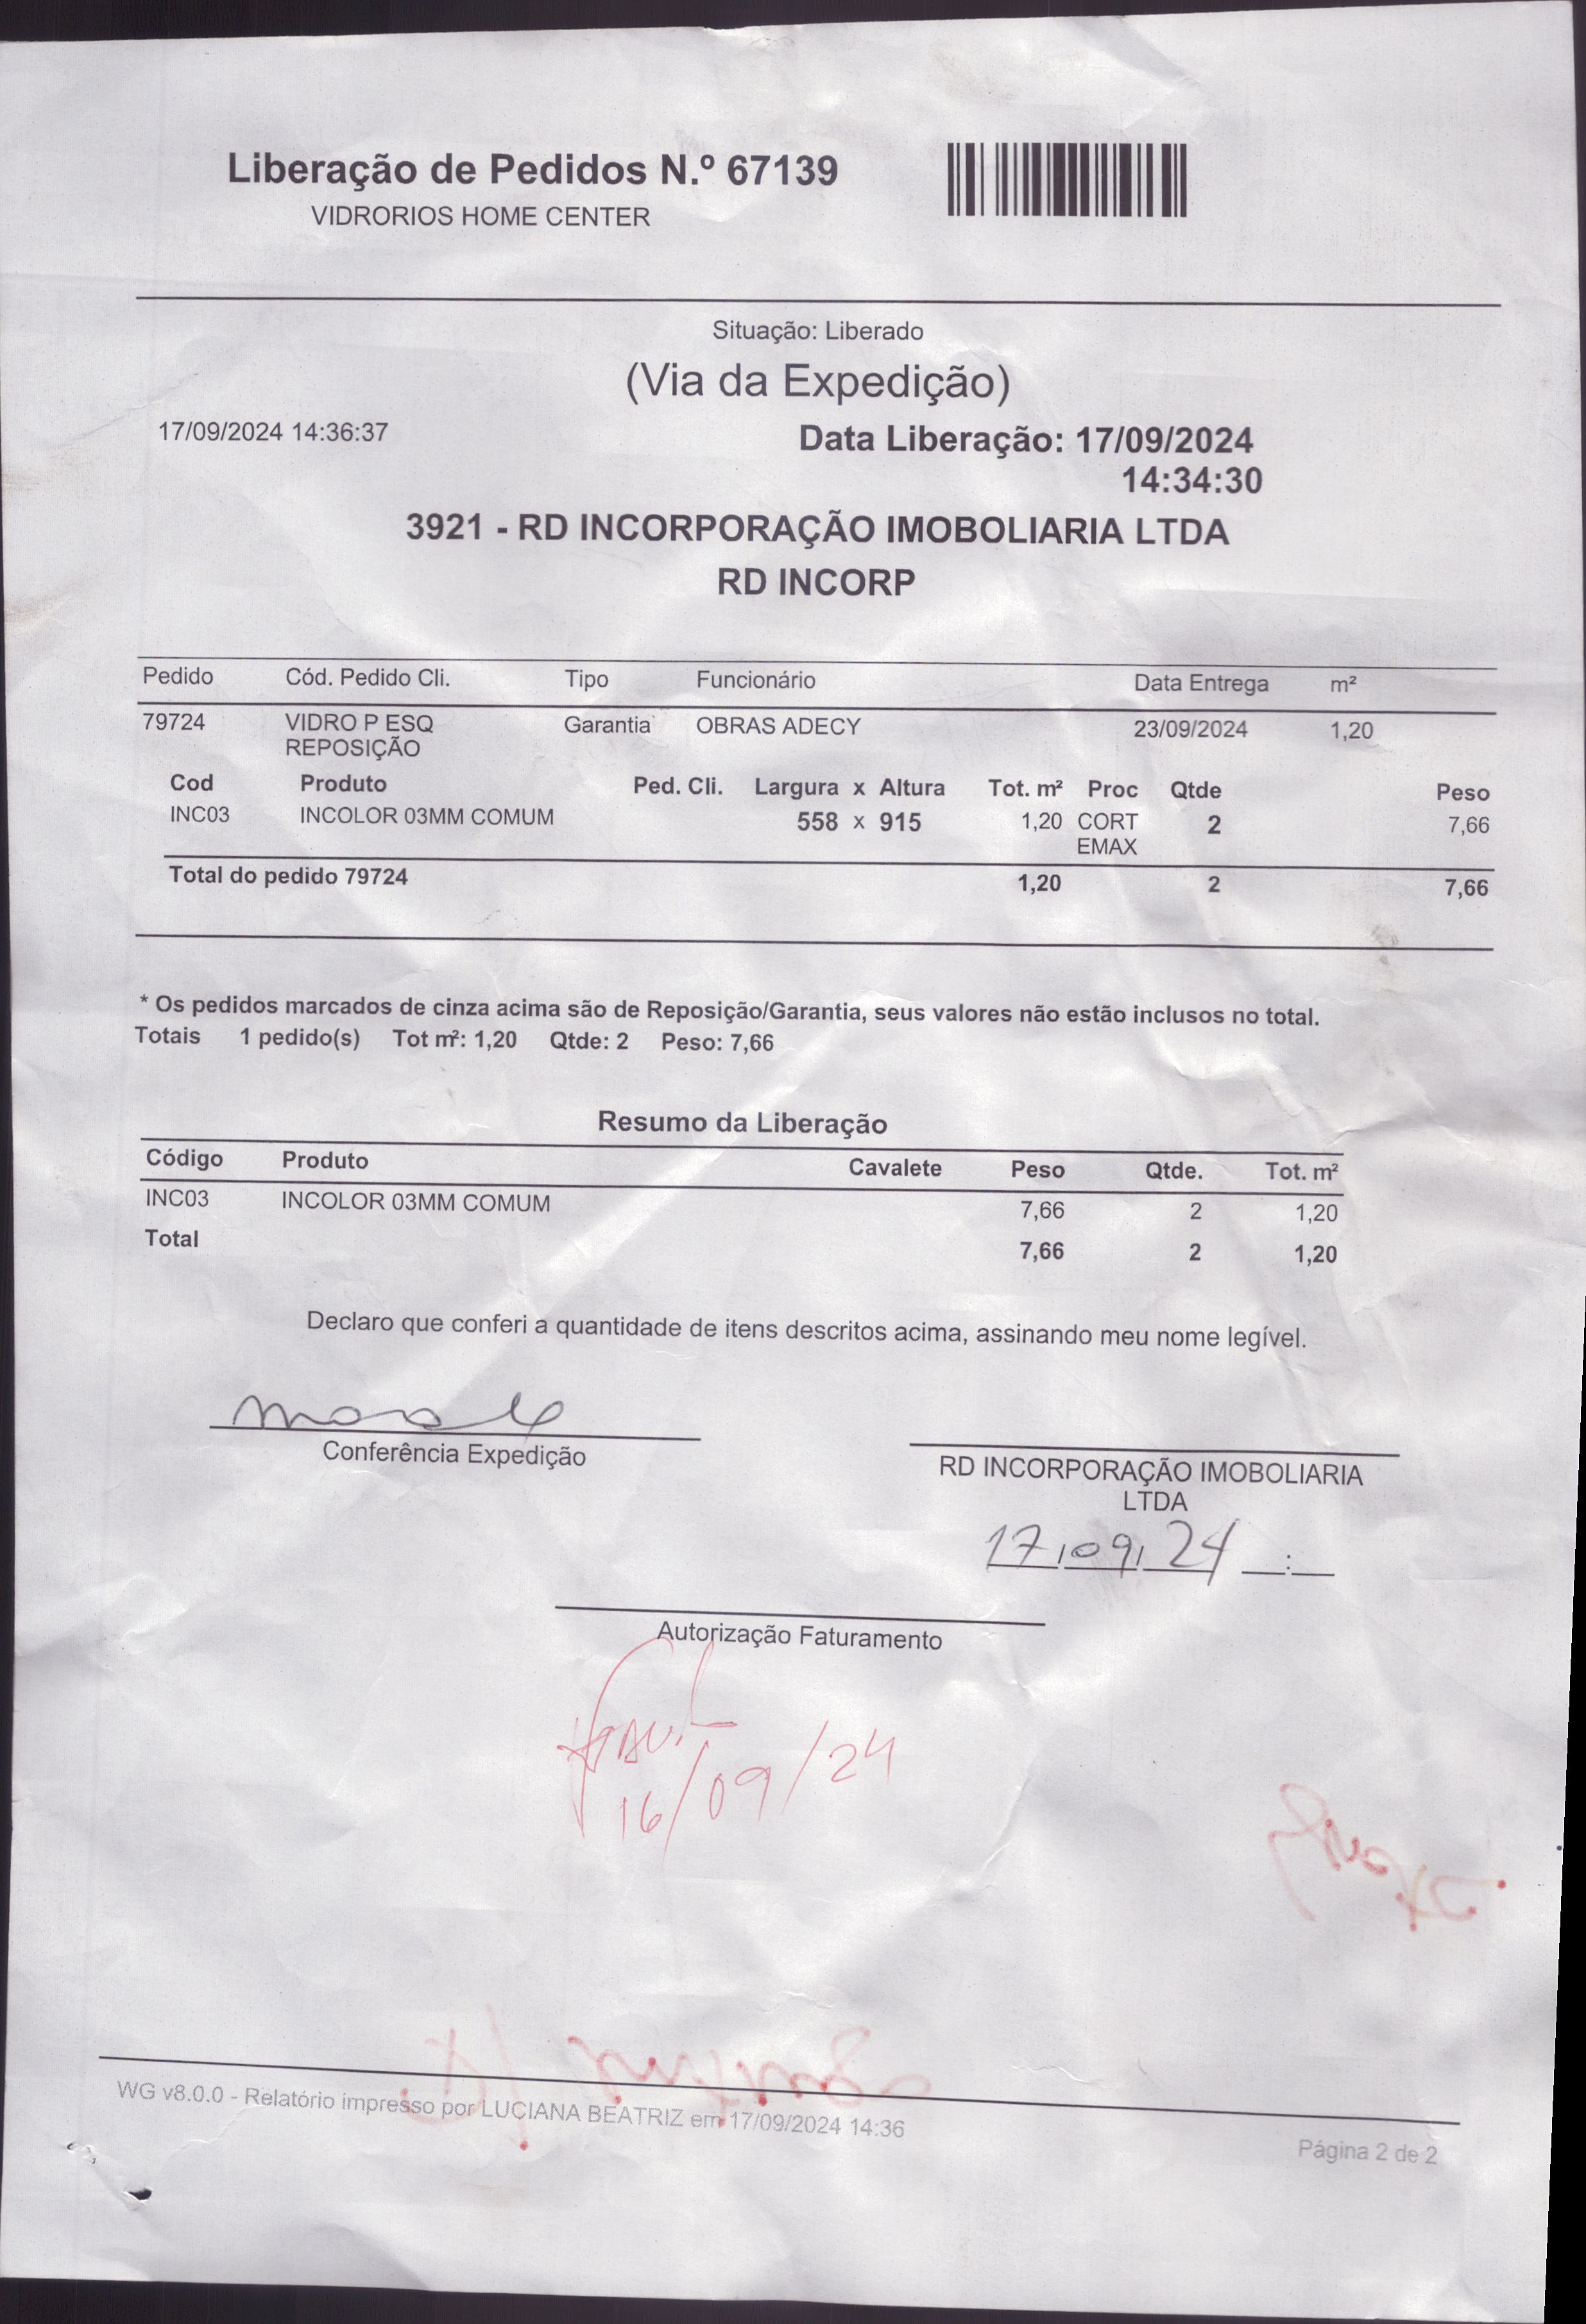 Liberação de Pedidos N.º 67139
VIDRORIOS HOME CENTER
Situação: Liberado
(Via da Expedição)
17/09/2024 14:36:37
Data Liberação: 17/09/2024
14:34:30
3921 - RD INCORPORAÇÃO IMOBOLIARIA LTDA
RD INCORP
Pedido Cód. Pedido Cli. Tipo Funcionário Data Entrega m²
79724 VIDRO P ESQ Garantia OBRAS ADECY 23/09/2024 1,20
REPOSIÇÃO
Cod Produto Ped. Cli. Largura x Altura Tot. m² Proc Qtde Peso
INC03 INCOLOR 03MM COMUM 558 x 915 1,20 CORT 2 7,66
EMAX
Total do pedido 79724 1,20 2 7,66
* Os pedidos marcados de cinza acima são de Reposição/Garantia, seus valores não estão inclusos no total.
Totais 1 pedido(s) Tot m²: 1,20 Qtde: 2 Peso: 7,66
Resumo da Liberação
Código Produto Cavalete Peso Qtde. Tot. m²
INC03 INCOLOR 03MM COMUM 7,66 2 1,20
Total 7,66 2 1,20
Declaro que conferi a quantidade de itens descritos acima, assinando meu nome legível.
Conferência Expedição
RD INCORPORAÇÃO IMOBOLIARIA
LTDA
17/09/24 __:__
Autorização Faturamento
16/09/24
WG v8.0.0 - Relatório impresso por LUCIANA BEATRIZ em 17/09/2024 14:36
Página 2 de 2